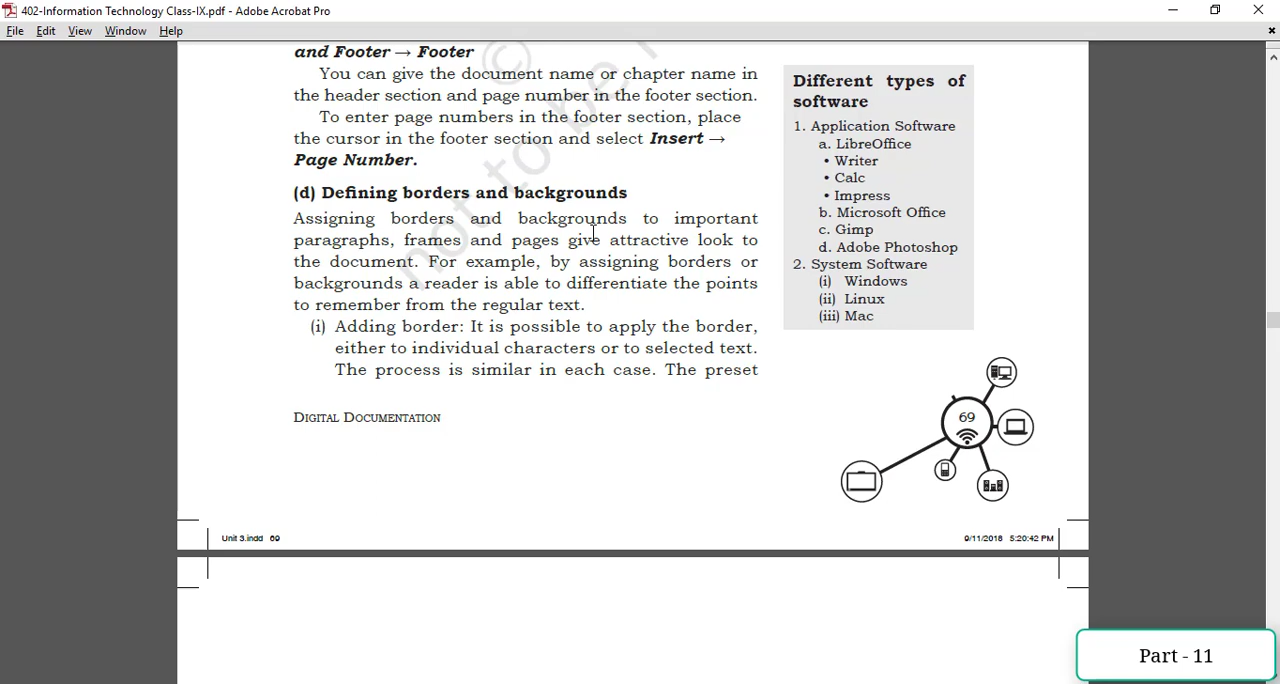 402-Information Technology Class-IX.pdf - Adobe Acrobat Pro
File Edit View Window Help
and Footer → Footer
You can give the document name or chapter name in
the header section and page number in the footer section.
To enter page numbers in the footer section, place
the cursor in the footer section and select Insert →
Page Number.
(d) Defining borders and backgrounds
Assigning borders and backgrounds to important
paragraphs, frames and pages give attractive look to
the document. For example, by assigning borders or
backgrounds a reader is able to differentiate the points
to remember from the regular text.
(i) Adding border: It is possible to apply the border,
either to individual characters or to selected text.
The process is similar in each case. The preset
DIGITAL DOCUMENTATION
Different types of
software
1. Application Software
a. LibreOffice
• Writer
• Calc
• Impress
b. Microsoft Office
c. Gimp
d. Adobe Photoshop
2. System Software
(i) Windows
(ii) Linux
(iii) Mac
69
© not to be r
Unit 3.indd 69
9/11/2018 5:20:42 PM
Part - 11